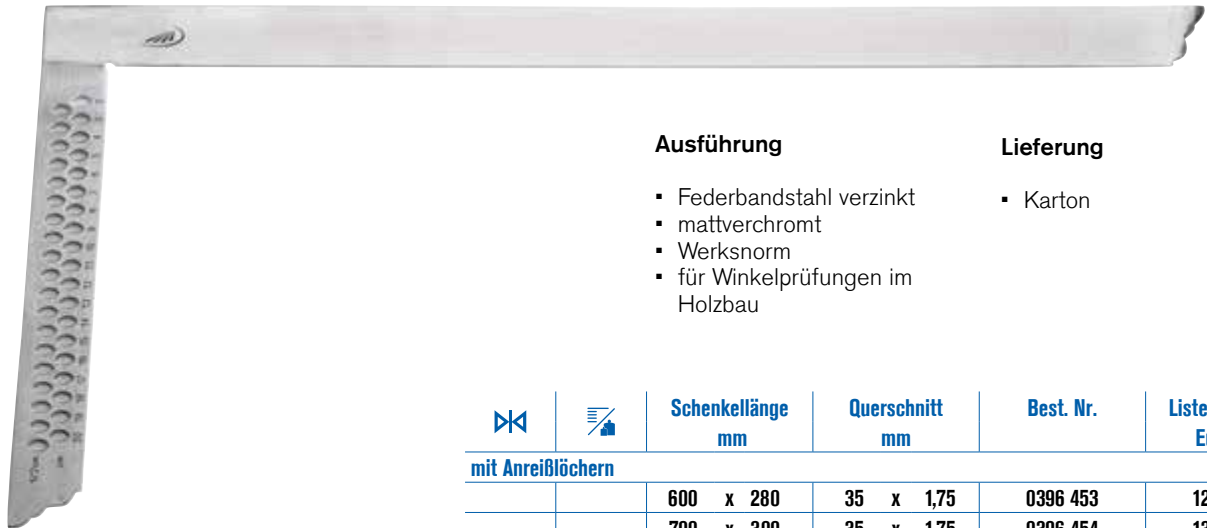 Ausführung
▪ Federbandstahl verzinkt
▪ mattverchromt
▪ Werksnorm
▪ für Winkelprüfungen im
Holzbau
Lieferung
▪ Karton
Schenkellänge
mm
Querschnitt
mm
Best. Nr.
mit Anreißlöchern
600 x 280 35 x 1,75 0396 453